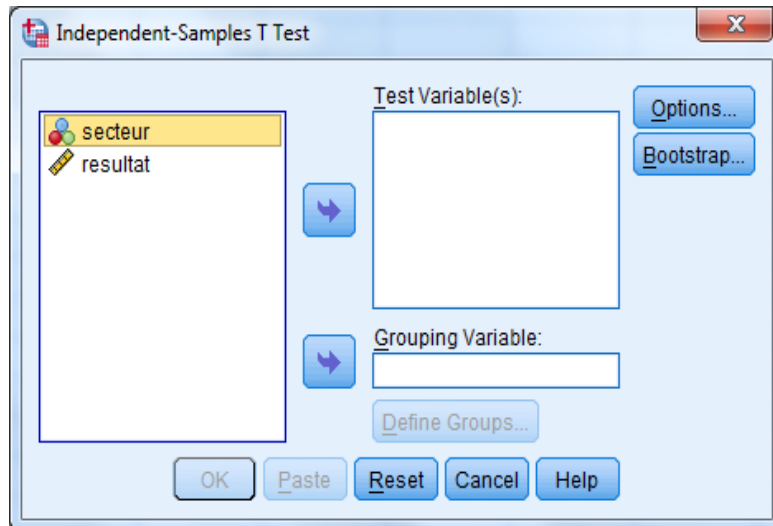 Independent-Samples T Test
secteur
resultat
Test Variable(s):
Options...
Bootstrap...
Grouping Variable:
Define Groups...
OK Paste Reset Cancel Help